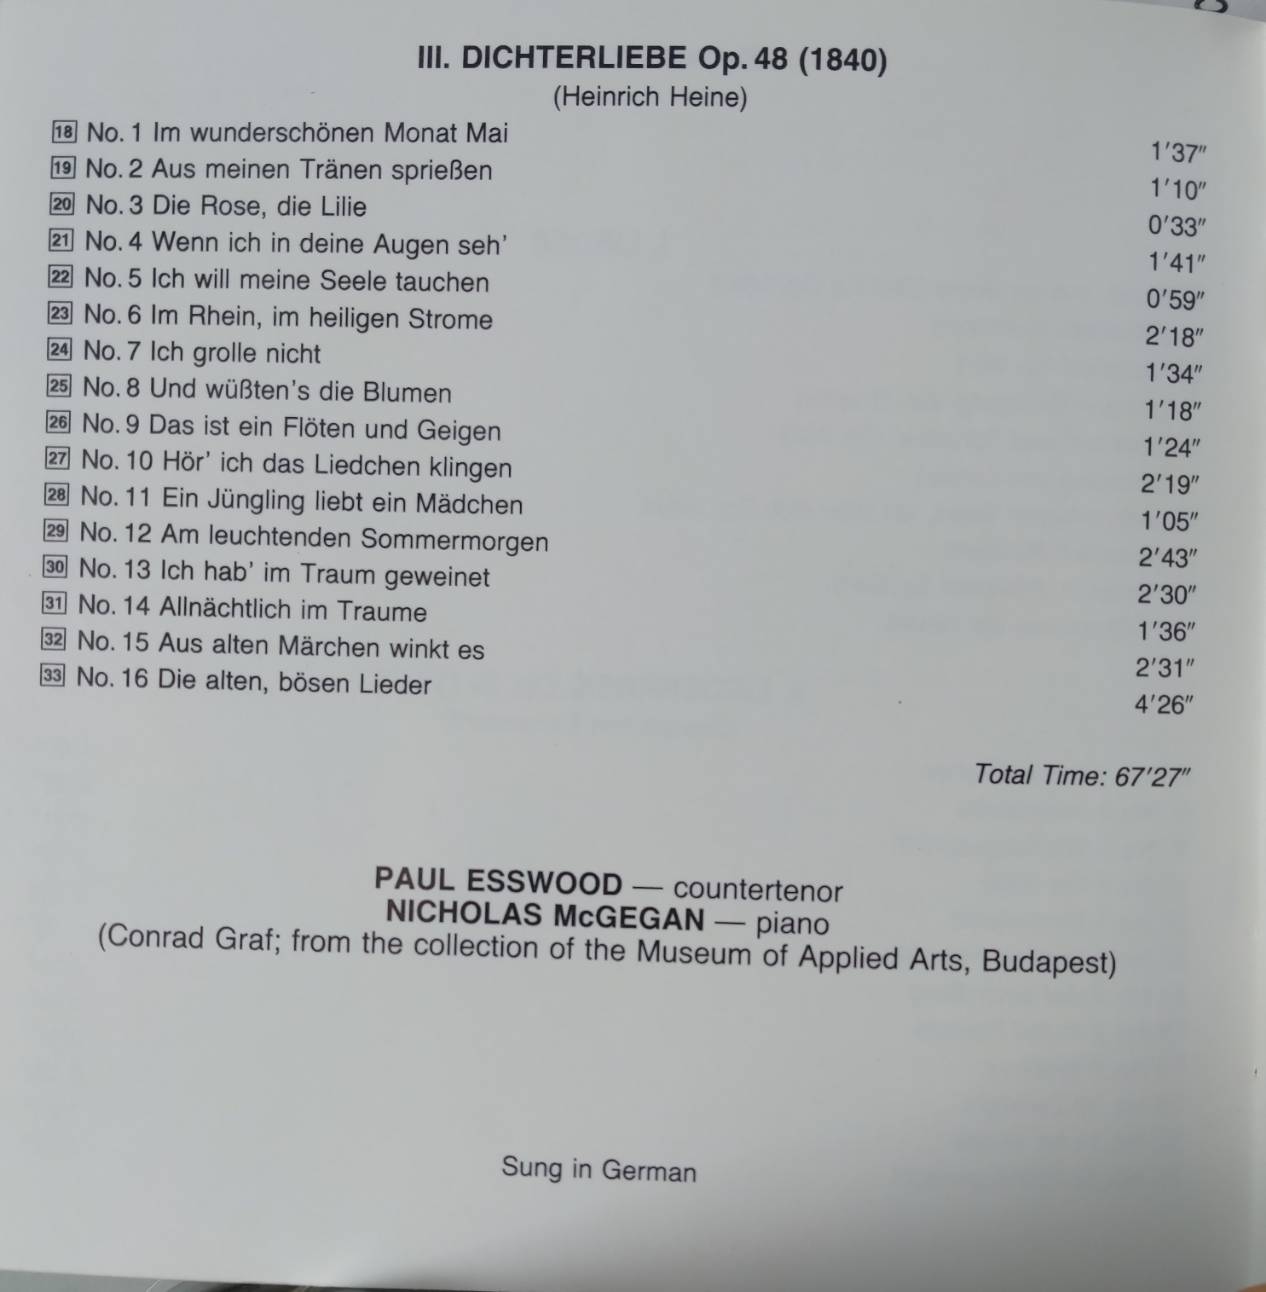 III. DICHTERLIEBE Op. 48 (1840)
(Heinrich Heine)
18 No. 1 Im wunderschönen Monat Mai 1′37″
19 No. 2 Aus meinen Tränen sprießen 1′10″
20 No. 3 Die Rose, die Lilie 0′33″
21 No. 4 Wenn ich in deine Augen seh' 1′41″
22 No. 5 Ich will meine Seele tauchen 0′59″
23 No. 6 Im Rhein, im heiligen Strome 2′18″
24 No. 7 Ich grolle nicht 1′34″
25 No. 8 Und wüßten's die Blumen 1′18″
26 No. 9 Das ist ein Flöten und Geigen 1′24″
27 No. 10 Hör' ich das Liedchen klingen 2′19″
28 No. 11 Ein Jüngling liebt ein Mädchen 1′05″
29 No. 12 Am leuchtenden Sommermorgen 2′43″
30 No. 13 Ich hab' im Traum geweinet 2′30″
31 No. 14 Allnächtlich im Traume 1′36″
32 No. 15 Aus alten Märchen winkt es 2′31″
33 No. 16 Die alten, bösen Lieder 4′26″
Total Time: 67′27″
PAUL ESSWOOD — countertenor
NICHOLAS McGEGAN — piano
(Conrad Graf; from the collection of the Museum of Applied Arts, Budapest)
Sung in German